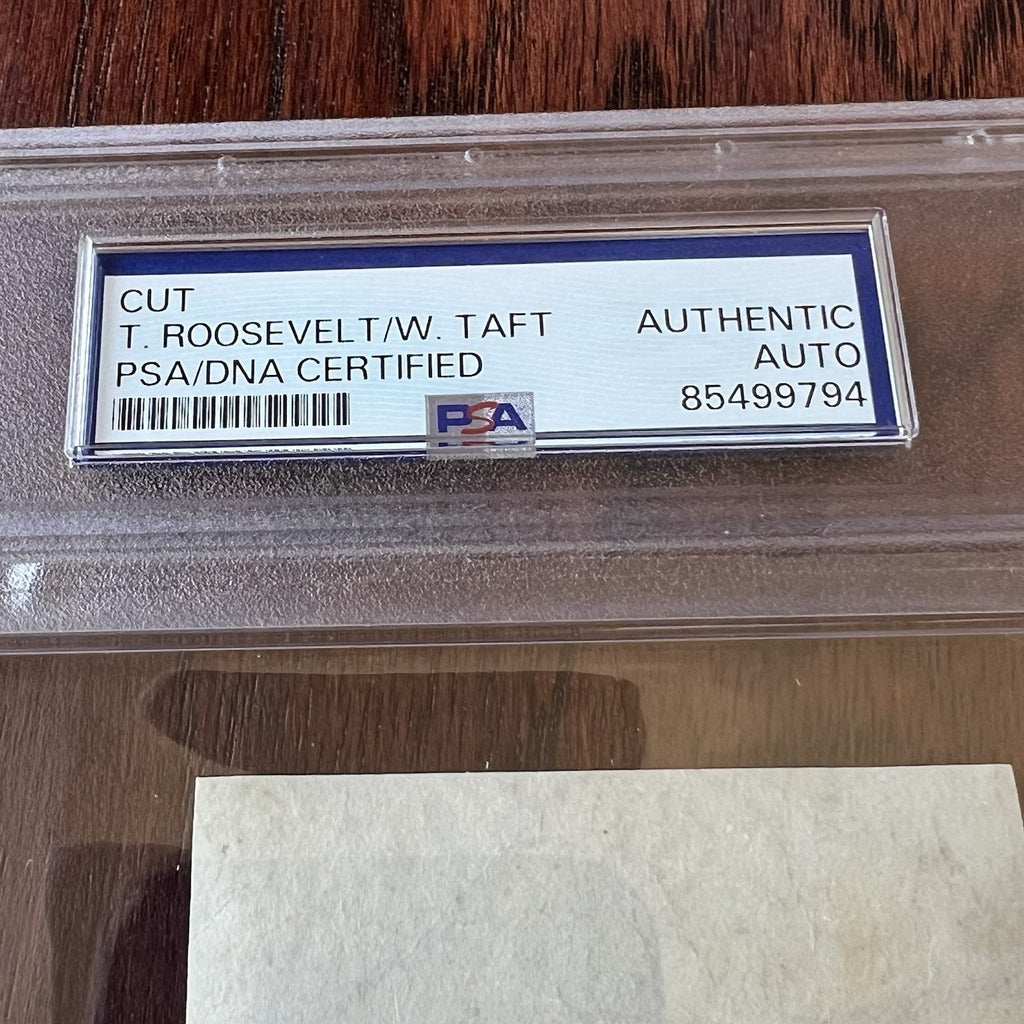 CUT
T. ROOSEVELT/W. TAFT
PSA/DNA CERTIFIED
AUTHENTIC
AUTO
85499794
PSA